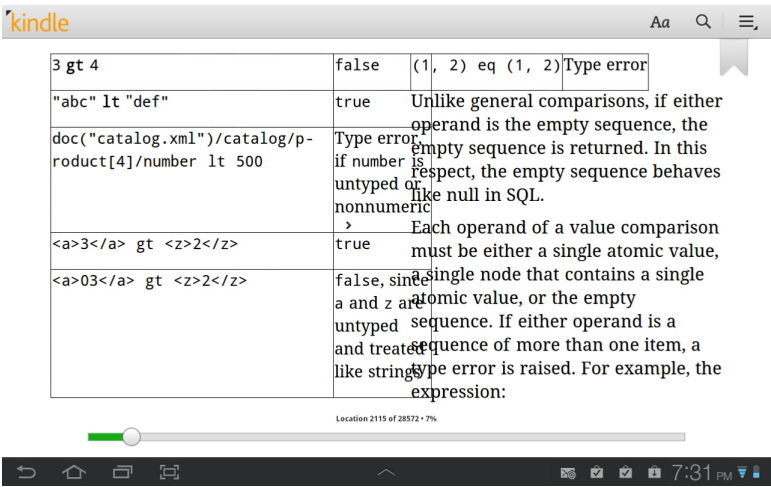 kindle
Aa
3 gt 4
false
"abc" lt "def"
true
doc("catalog.xml")/catalog/p-
roduct[4]/number lt 500
Type error,
if number is
untyped or
nonnumeric
<a>3</a> gt <z>2</z>
true
<a>03</a> gt <z>2</z>
false, since
a and z are
untyped
and treated
like strings
(1, 2) eq (1, 2)
Type error
Unlike general comparisons, if either
operand is the empty sequence, the
empty sequence is returned. In this
respect, the empty sequence behaves
like null in SQL.
Each operand of a value comparison
must be either a single atomic value,
a single node that contains a single
atomic value, or the empty
sequence. If either operand is a
sequence of more than one item, a
type error is raised. For example, the
expression:
Location 2115 of 28572 • 7%
7:31 PM